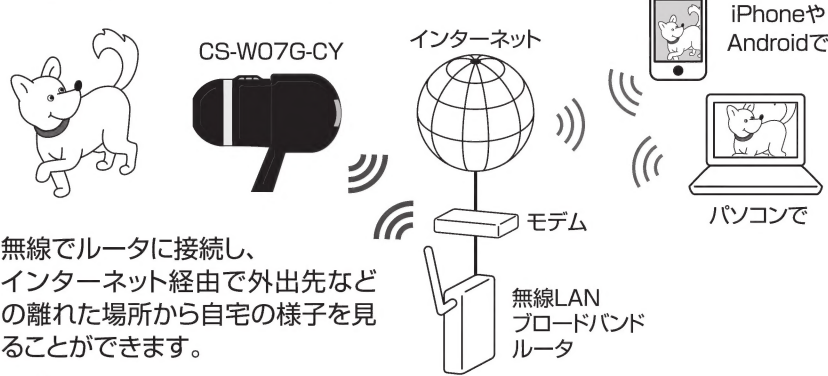 CS-W07G-CY
インターネット
iPhoneや
Androidで
パソコンで
モデム
無線LAN
ブロードバンド
ルータ
無線でルータに接続し、
インターネット経由で外出先など
の離れた場所から自宅の様子を見
ることができます。